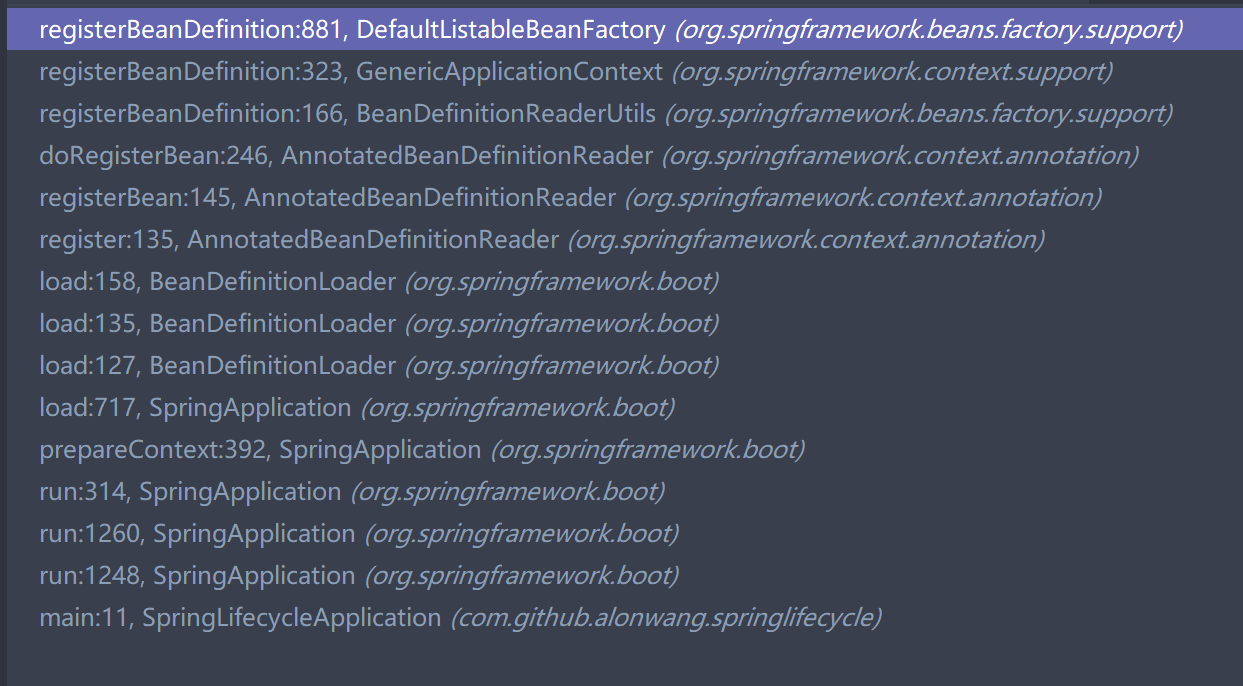 registerBeanDefinition:881, DefaultListableBeanFactory (org.springframework.beans.factory.support)
registerBeanDefinition:323, GenericApplicationContext (org.springframework.context.support)
registerBeanDefinition:166, BeanDefinitionReaderUtils (org.springframework.beans.factory.support)
doRegisterBean:246, AnnotatedBeanDefinitionReader (org.springframework.context.annotation)
registerBean:145, AnnotatedBeanDefinitionReader (org.springframework.context.annotation)
register:135, AnnotatedBeanDefinitionReader (org.springframework.context.annotation)
load:158, BeanDefinitionLoader (org.springframework.boot)
load:135, BeanDefinitionLoader (org.springframework.boot)
load:127, BeanDefinitionLoader (org.springframework.boot)
load:717, SpringApplication (org.springframework.boot)
prepareContext:392, SpringApplication (org.springframework.boot)
run:314, SpringApplication (org.springframework.boot)
run:1260, SpringApplication (org.springframework.boot)
run:1248, SpringApplication (org.springframework.boot)
main:11, SpringLifecycleApplication (com.github.alonwang.springlifecycle)